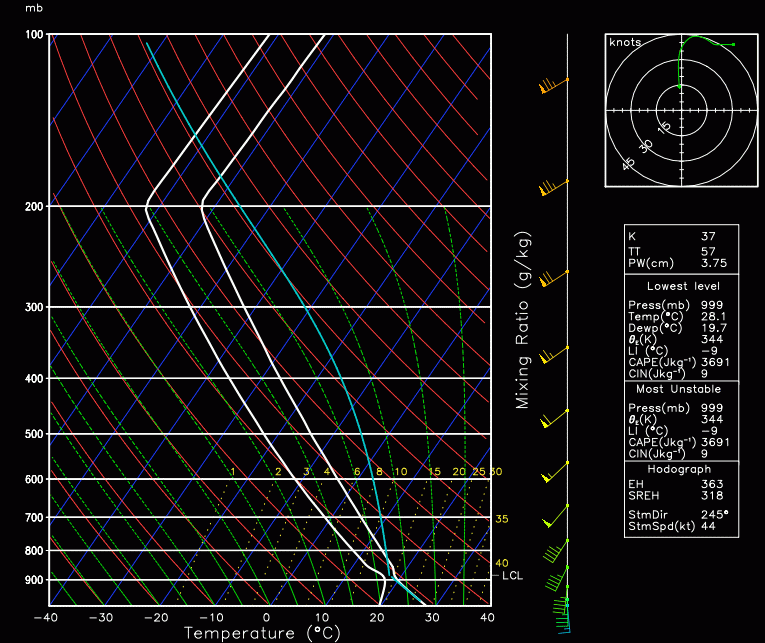 mb
100
200
300
400
500
600
700
800
900
1 2 3 4 6 8 10 15 20 25 30
35
40
LCL
−40 −30 −20 −10 0 10 20 30 40
Temperature (°C)
Mixing Ratio (g/kg)
knots
15
30
45
K 37
TT 57
PW(cm) 3.75
Lowest level
Press(mb) 999
Temp(°C) 28.1
Dewp(°C) 19.7
θE(K) 344
LI (°C) −9
CAPE(Jkg⁻¹) 3691
CIN(Jkg⁻¹) 9
Most Unstable
Press(mb) 999
θE(K) 344
LI (°C) −9
CAPE(Jkg⁻¹) 3691
CIN(Jkg⁻¹) 9
Hodograph
EH 363
SREH 318
StmDir 245°
StmSpd(kt) 44